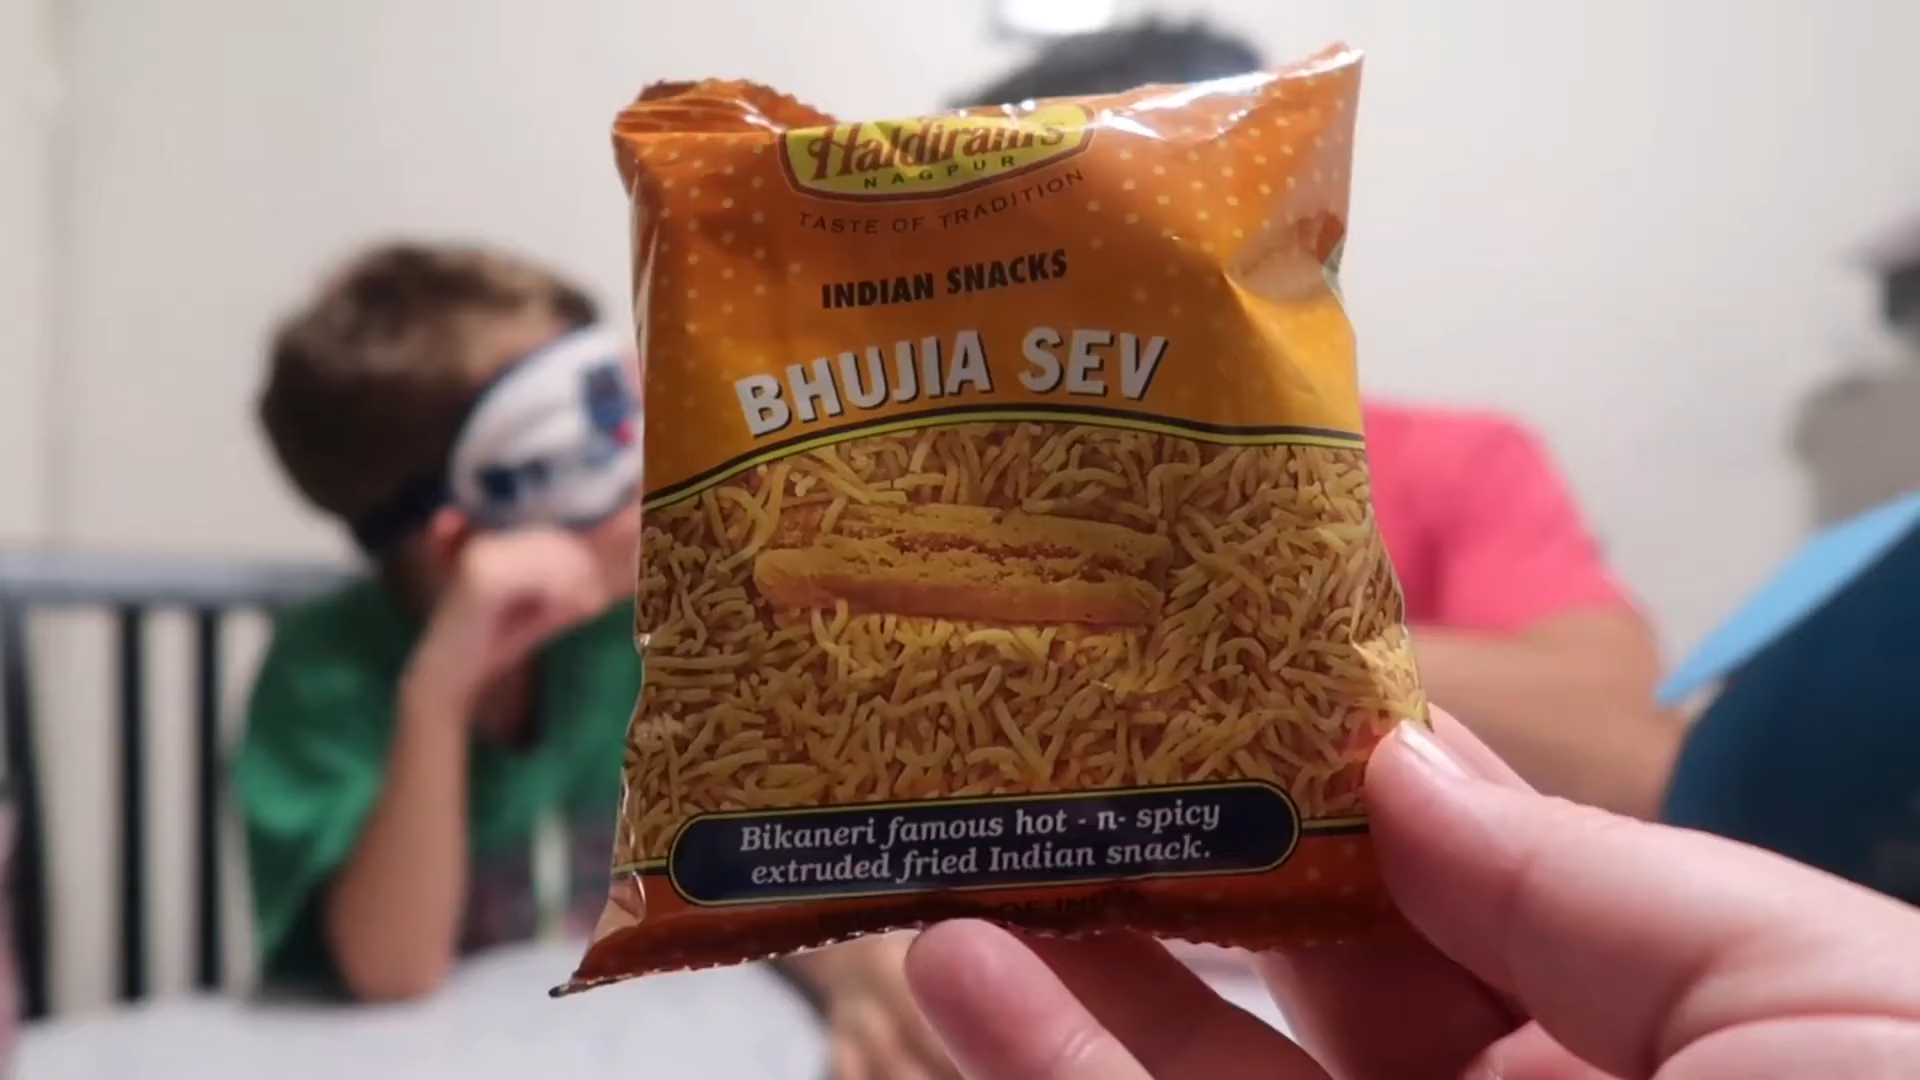 Haldiram's
NAGPUR
TASTE OF TRADITION
INDIAN SNACKS
BHUJIA SEV
Bikaneri famous hot - n- spicy
extruded fried Indian snack.